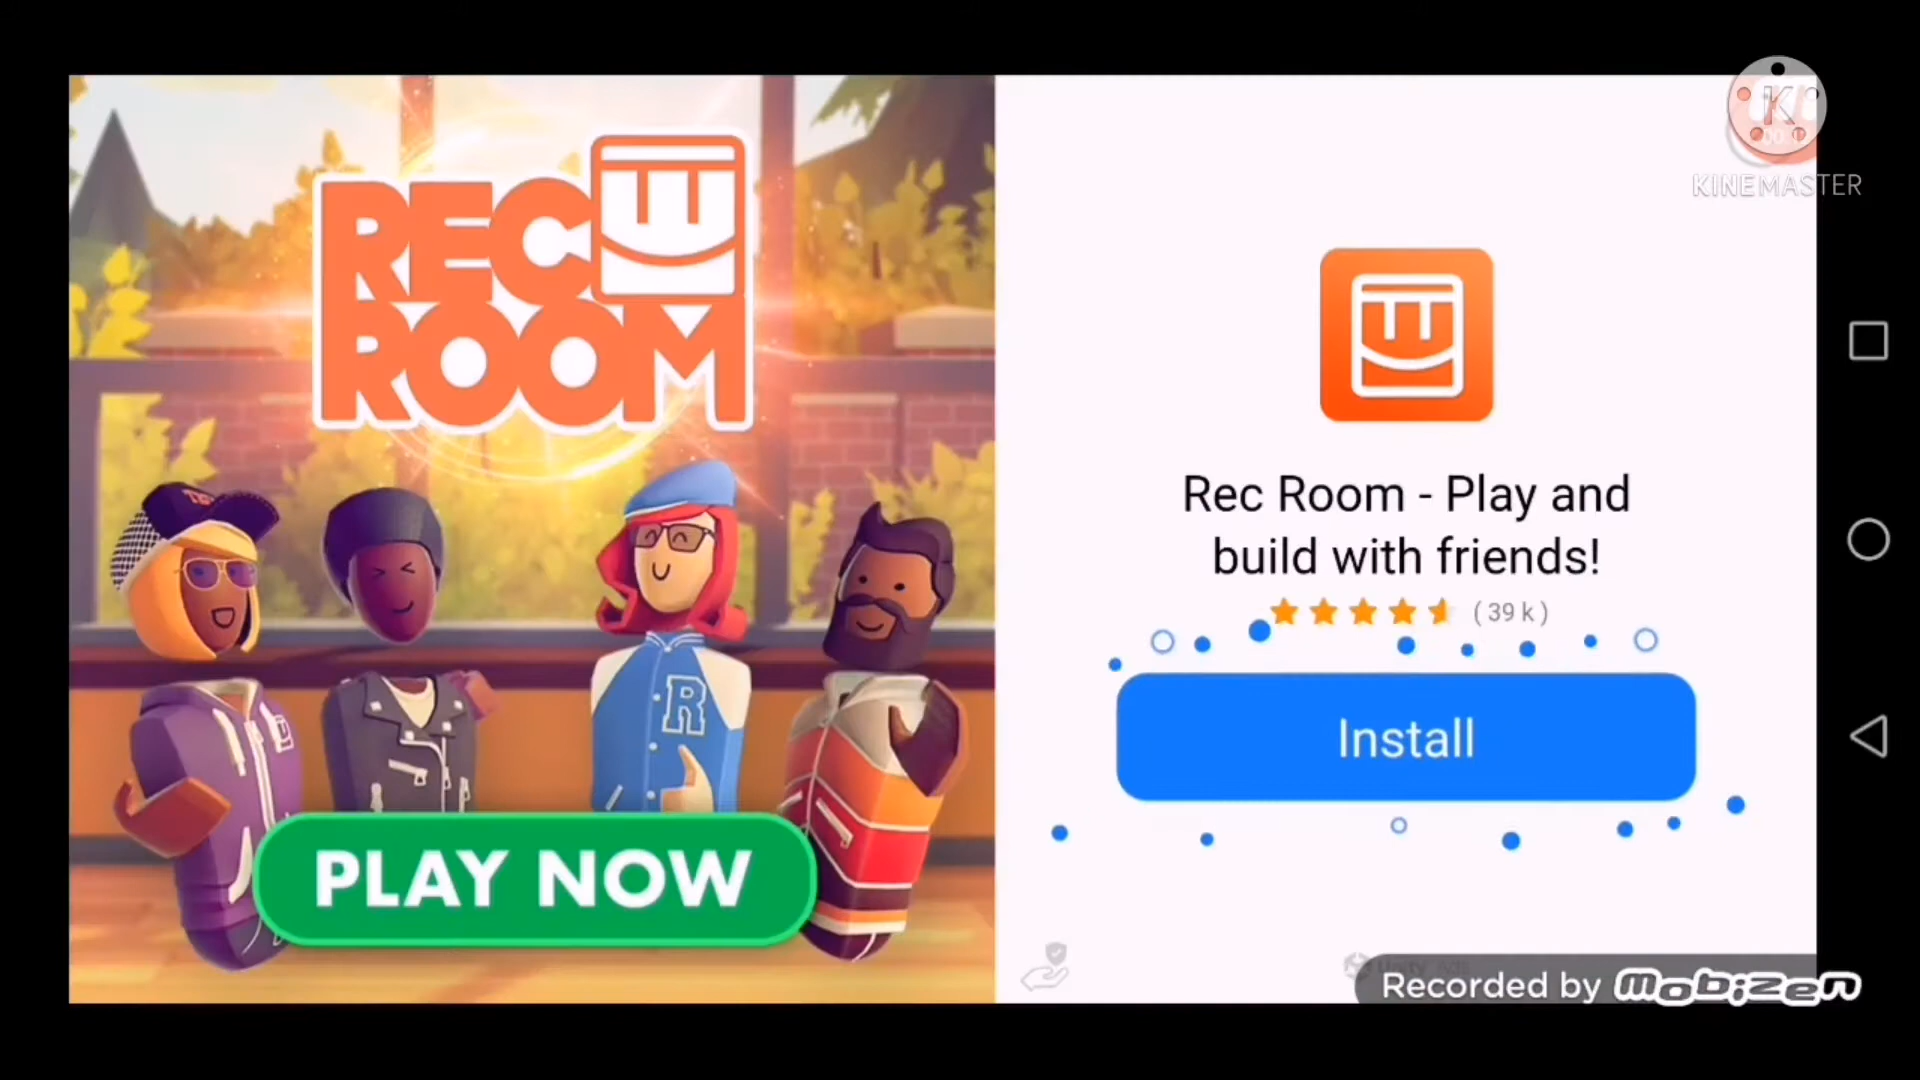 REC
ROOM
PLAY NOW
R
KINEMASTER
Rec Room - Play and
build with friends!
( 39 k )
Install
Recorded by mobizen